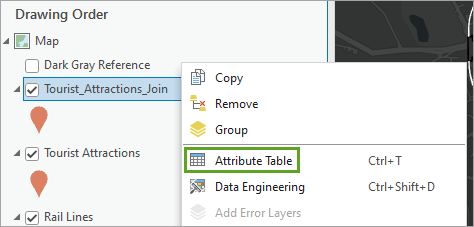 Drawing Order
Map
Dark Gray Reference
Tourist_Attractions_Join
Copy
Remove
Group
Tourist Attractions
Attribute Table Ctrl+T
Data Engineering Ctrl+Shift+D
Rail Lines
Add Error Layers